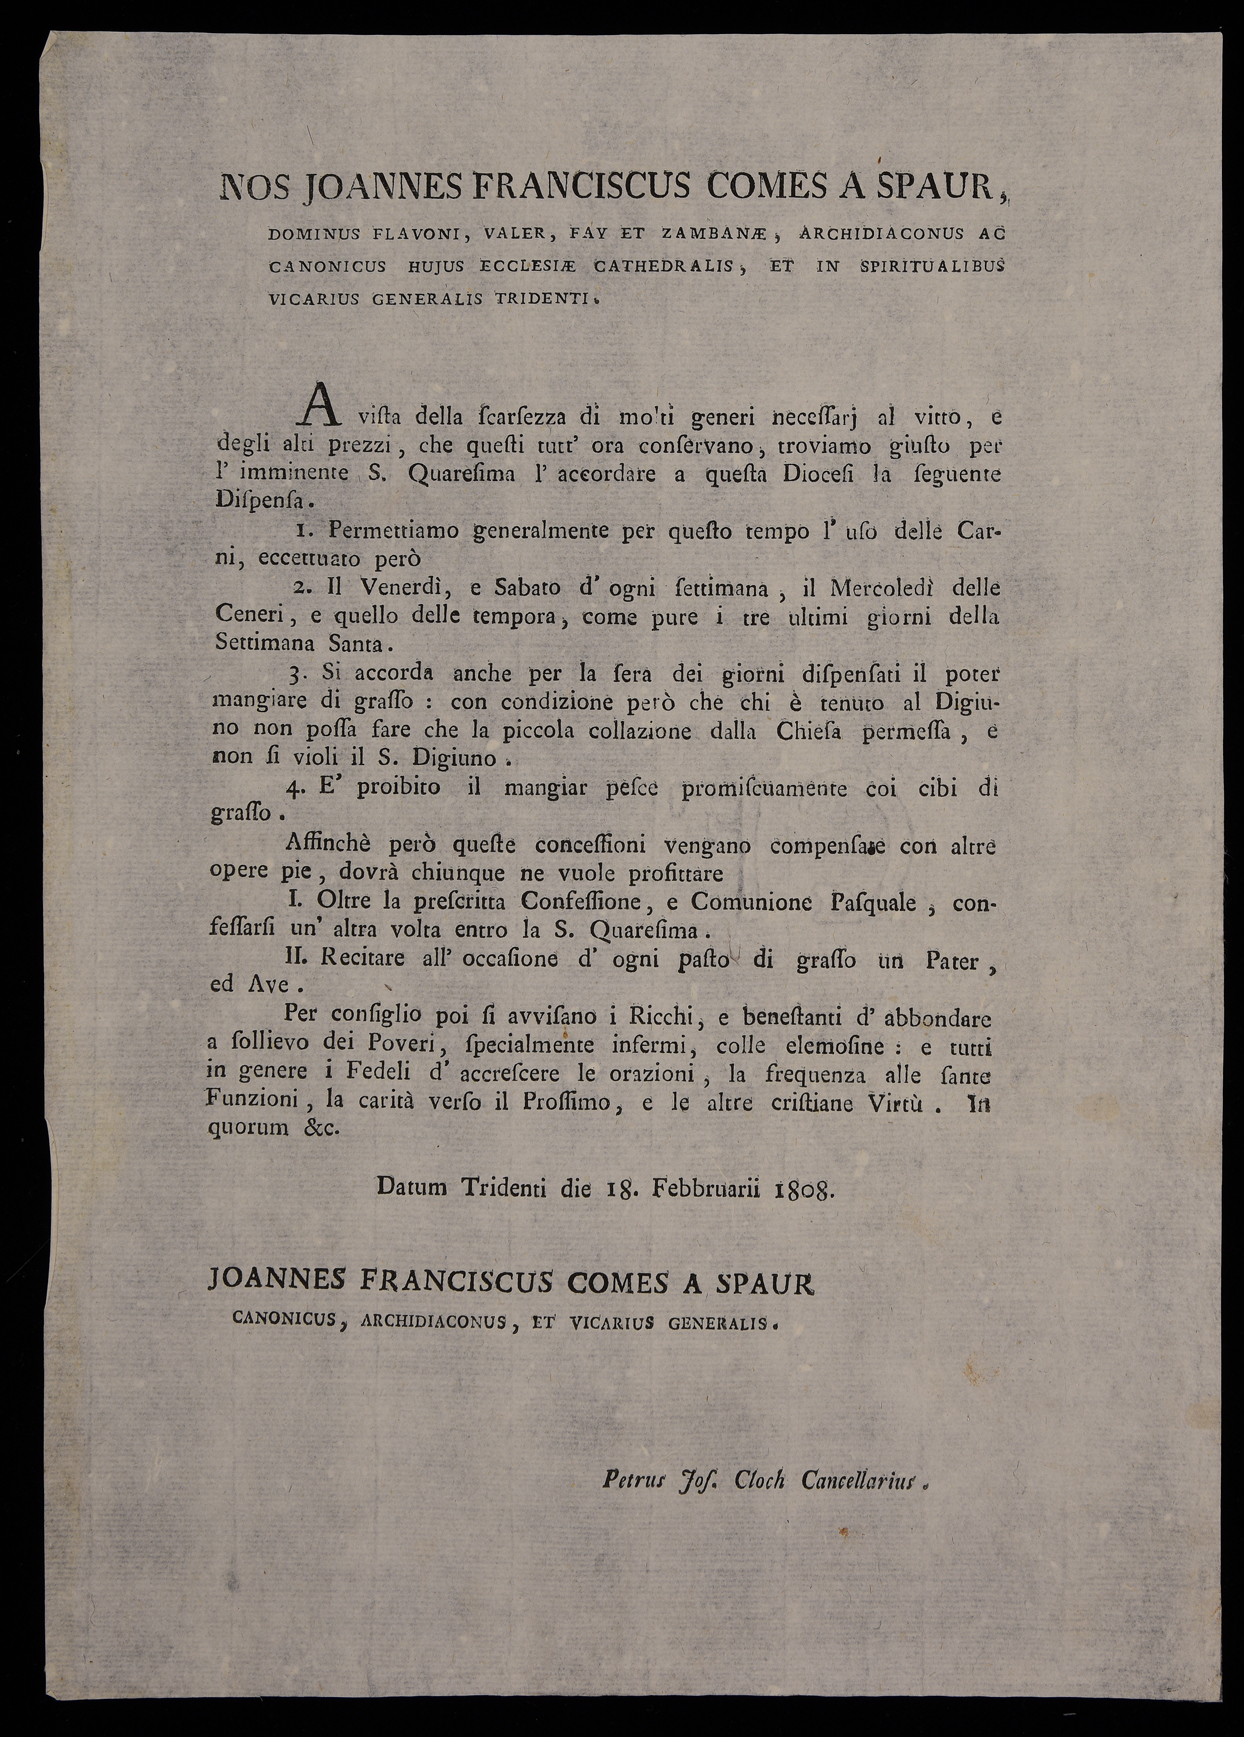 NOS JOANNES FRANCISCUS COMES A SPAUR,
DOMINUS FLAVONI, VALER, FAY ET ZAMBANÆ, ARCHIDIACONUS AC
CANONICUS HUJUS ECCLESIÆ CATHEDRALIS, ET IN SPIRITUALIBUS
VICARIUS GENERALIS TRIDENTI.
A viſta della ſcarſezza di molti generi neceſſarj al vitto, e
degli alti prezzi, che queſti tutt' ora conſervano, troviamo giuſto per
l' imminente S. Quareſima l' accordare a queſta Dioceſi la ſeguente
Diſpenſa.
1. Permettiamo generalmente per queſto tempo l' uſo delle Car-
ni, eccettuato però
2. Il Venerdì, e Sabato d' ogni ſettimana, il Mercoledì delle
Ceneri, e quello delle tempora, come pure i tre ultimi giorni della
Settimana Santa.
3. Si accorda anche per la ſera dei giorni diſpenſati il poter
mangiare di graſſo : con condizione però che chi è tenuto al Digiu-
no non poſſa fare che la piccola collazione dalla Chieſa permeſſa, e
non ſi violi il S. Digiuno.
4. E' proibito il mangiar peſce promiſcuamente coi cibi di
graſſo.
Affinchè però queſte conceſſioni vengano compenſate con altre
opere pie, dovrà chiunque ne vuole profittare
I. Oltre la preſcritta Confeſſione, e Comunione Paſquale, con-
feſſarſi un' altra volta entro la S. Quareſima.
II. Recitare all' occaſione d' ogni paſto di graſſo un Pater,
ed Ave.
Per conſiglio poi ſi avviſano i Ricchi, e beneſtanti d' abbondare
a ſollievo dei Poveri, ſpecialmente infermi, colle elemoſine : e tutti
in genere i Fedeli d' accreſcere le orazioni, la frequenza alle ſante
Funzioni, la carità verſo il Proſſimo, e le altre criſtiane Virtù. In
quorum &c.
Datum Tridenti die 18. Febbruarii 1808.
JOANNES FRANCISCUS COMES A SPAUR
CANONICUS, ARCHIDIACONUS, ET VICARIUS GENERALIS.
Petrus Joſ. Cloch Cancellarius.